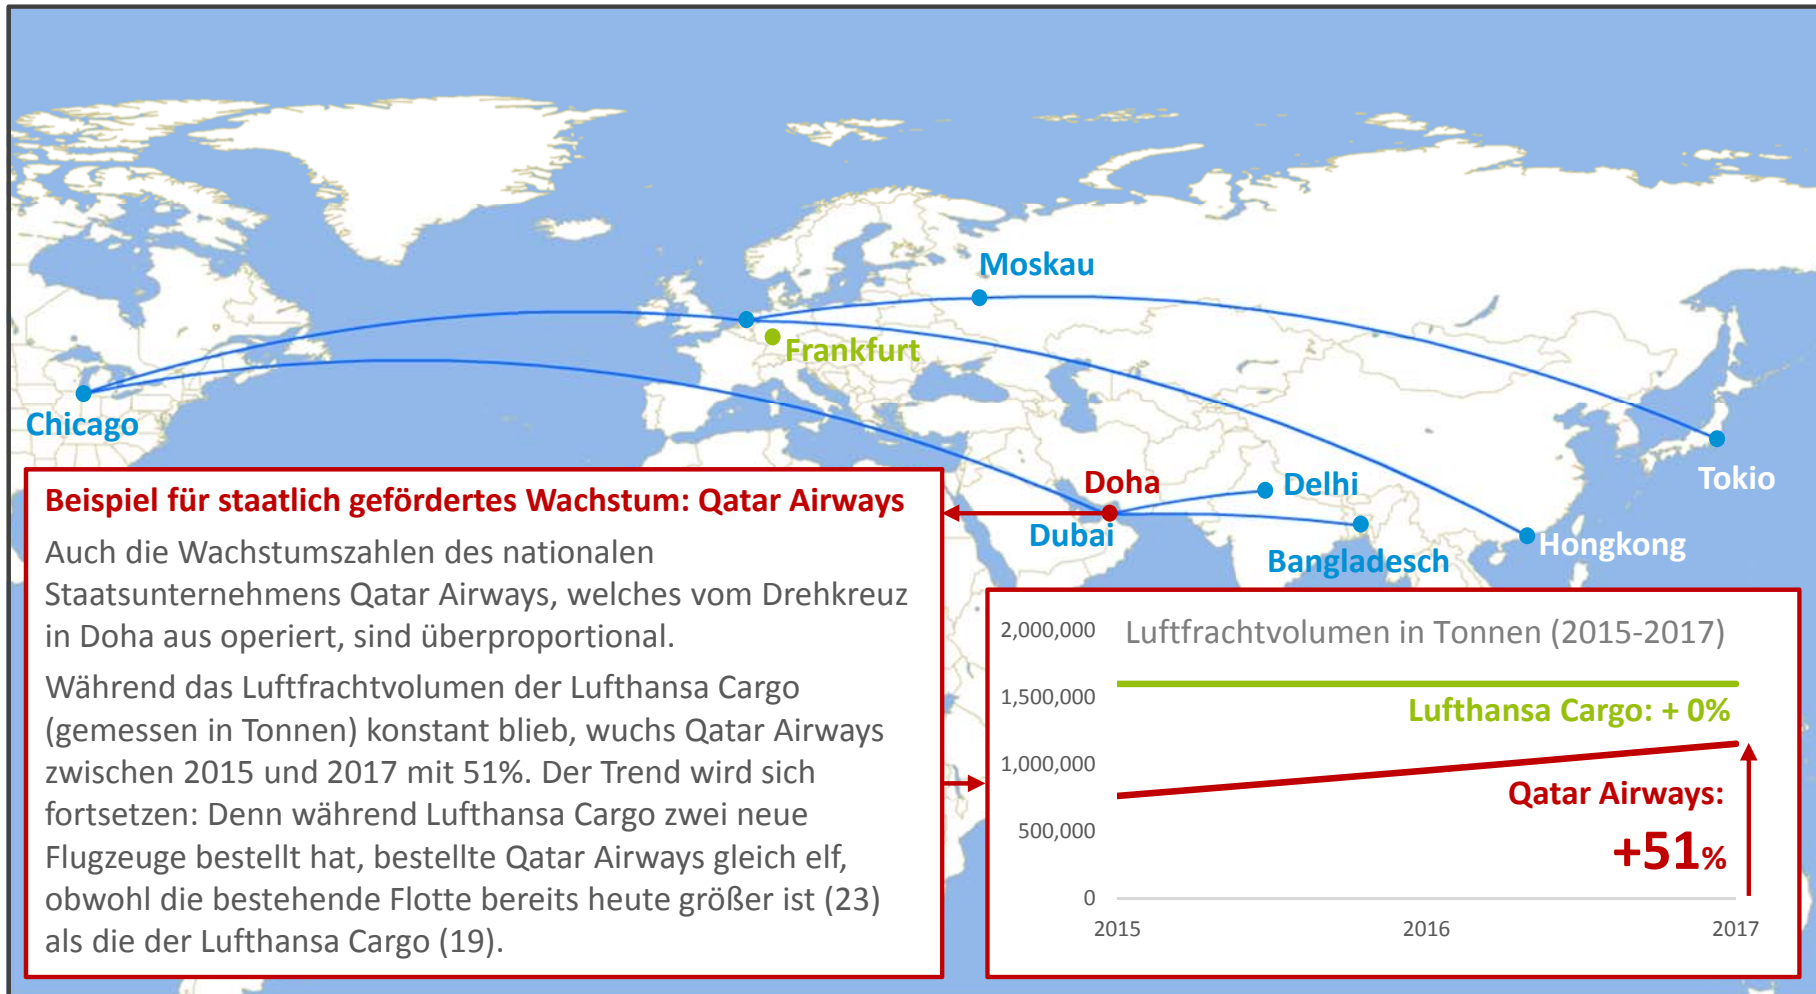 Moskau
Frankfurt
Chicago
Doha
Delhi
Tokio
Dubai
Bangladesch
Hongkong
Beispiel für staatlich gefördertes Wachstum: Qatar Airways
Auch die Wachstumszahlen des nationalen
Staatsunternehmens Qatar Airways, welches vom Drehkreuz
in Doha aus operiert, sind überproportional.
Während das Luftfrachtvolumen der Lufthansa Cargo
(gemessen in Tonnen) konstant blieb, wuchs Qatar Airways
zwischen 2015 und 2017 mit 51%. Der Trend wird sich
fortsetzen: Denn während Lufthansa Cargo zwei neue
Flugzeuge bestellt hat, bestellte Qatar Airways gleich elf,
obwohl die bestehende Flotte bereits heute größer ist (23)
als die der Lufthansa Cargo (19).
Luftfrachtvolumen in Tonnen (2015-2017)
2,000,000
1,500,000
1,000,000
500,000
0
Lufthansa Cargo: + 0%
Qatar Airways:
+51%
2015 2016 2017